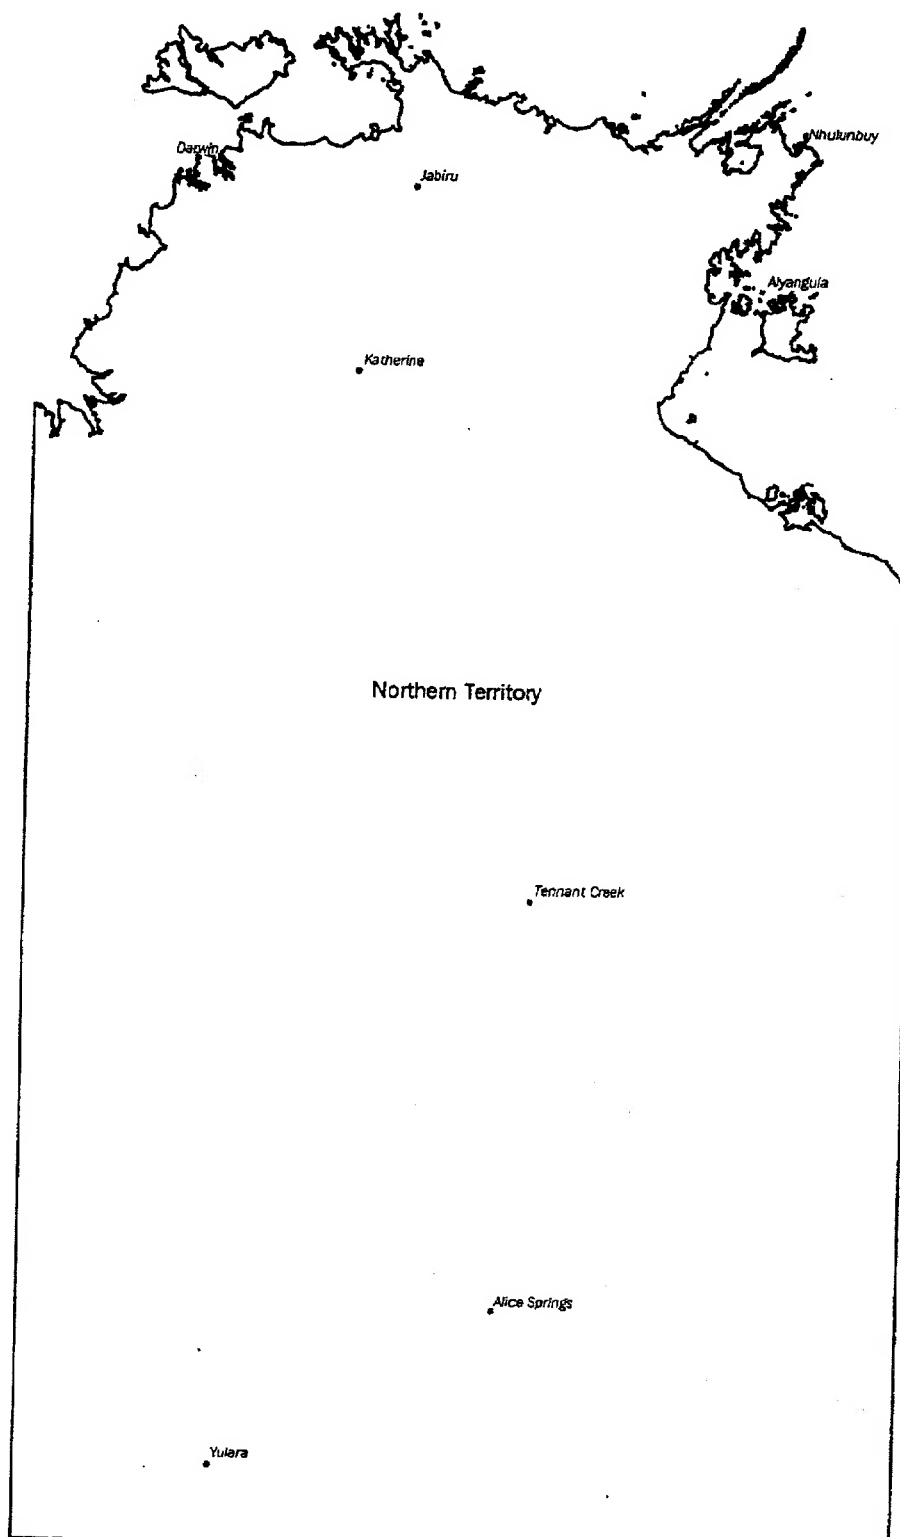 Darwin
Nhulunbuy
Jabiru
Alyangula
Katherine
Northern Territory
Tennant Creek
Alice Springs
Yulara